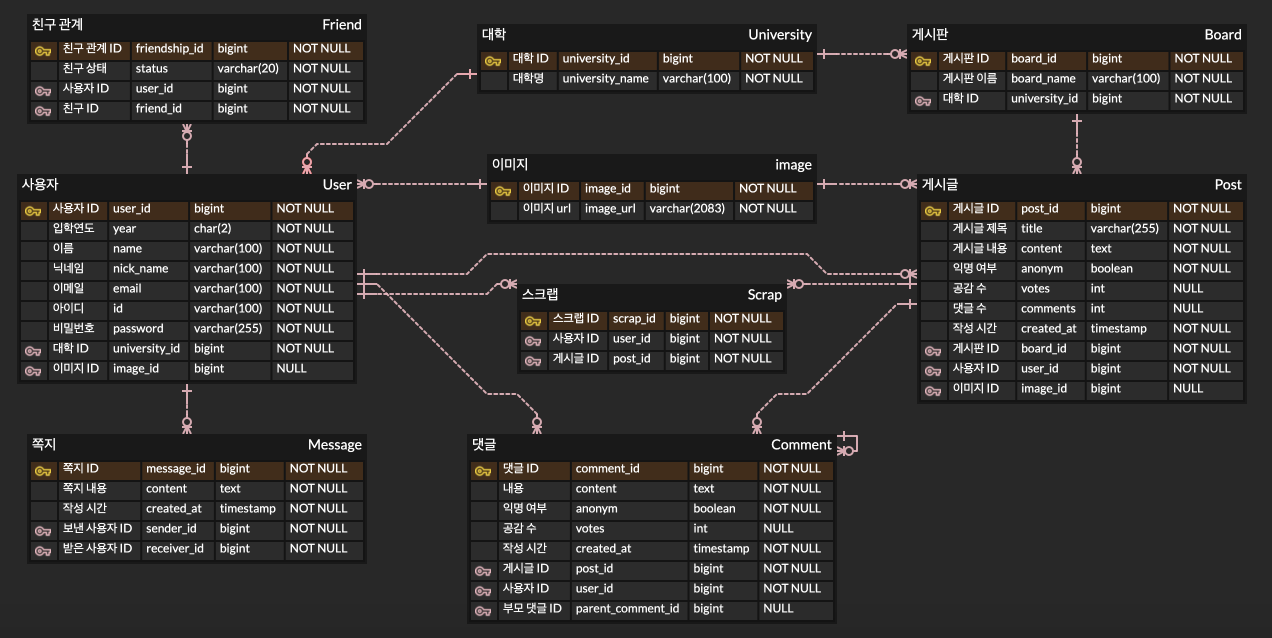 친구 관계 Friend
친구 관계 ID friendship_id bigint NOT NULL
친구 상태 status varchar(20) NOT NULL
사용자 ID user_id bigint NOT NULL
친구 ID friend_id bigint NOT NULL
대학 University
대학 ID university_id bigint NOT NULL
대학명 university_name varchar(100) NOT NULL
게시판 Board
게시판 ID board_id bigint NOT NULL
게시판 이름 board_name varchar(100) NOT NULL
대학 ID university_id bigint NOT NULL
사용자 User
사용자 ID user_id bigint NOT NULL
입학연도 year char(2) NOT NULL
이름 name varchar(100) NOT NULL
닉네임 nick_name varchar(100) NOT NULL
이메일 email varchar(100) NOT NULL
아이디 id varchar(100) NOT NULL
비밀번호 password varchar(255) NOT NULL
대학 ID university_id bigint NOT NULL
이미지 ID image_id bigint NULL
이미지 image
이미지 ID image_id bigint NOT NULL
이미지 url image_url varchar(2083) NOT NULL
게시글 Post
게시글 ID post_id bigint NOT NULL
게시글 제목 title varchar(255) NOT NULL
게시글 내용 content text NOT NULL
익명 여부 anonym boolean NOT NULL
공감 수 votes int NULL
댓글 수 comments int NULL
작성 시간 created_at timestamp NOT NULL
게시판 ID board_id bigint NOT NULL
사용자 ID user_id bigint NOT NULL
이미지 ID image_id bigint NULL
스크랩 Scrap
스크랩 ID scrap_id bigint NOT NULL
사용자 ID user_id bigint NOT NULL
게시글 ID post_id bigint NOT NULL
쪽지 Message
쪽지 ID message_id bigint NOT NULL
쪽지 내용 content text NOT NULL
작성 시간 created_at timestamp NOT NULL
보낸 사용자 ID sender_id bigint NOT NULL
받은 사용자 ID receiver_id bigint NOT NULL
댓글 Comment
댓글 ID comment_id bigint NOT NULL
내용 content text NOT NULL
익명 여부 anonym boolean NOT NULL
공감 수 votes int NULL
작성 시간 created_at timestamp NOT NULL
게시글 ID post_id bigint NOT NULL
사용자 ID user_id bigint NOT NULL
부모 댓글 ID parent_comment_id bigint NULL